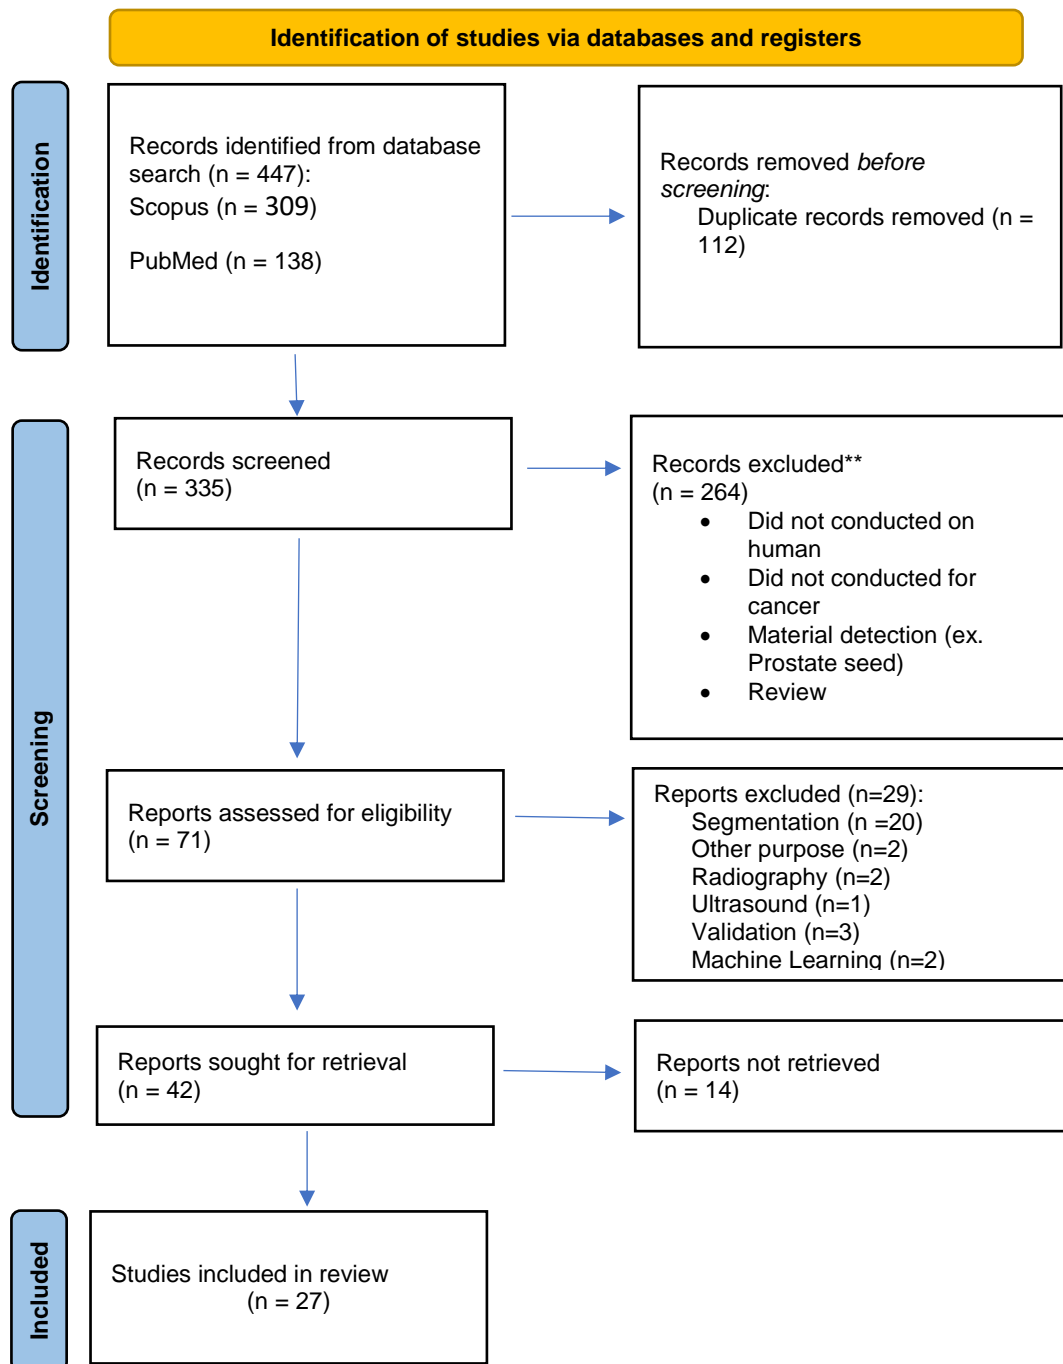 Identification of studies via databases and registers
Identification
Records identified from database
search (n = 447):
Scopus (n = 309)
PubMed (n = 138)
Records removed before
screening:
Duplicate records removed (n =
112)
Screening
Records screened
(n = 335)
Records excluded**
(n = 264)
• Did not conducted on
human
• Did not conducted for
cancer
• Material detection (ex.
Prostate seed)
• Review
Reports assessed for eligibility
(n = 71)
Reports excluded (n=29):
Segmentation (n =20)
Other purpose (n=2)
Radiography (n=2)
Ultrasound (n=1)
Validation (n=3)
Machine Learning (n=2)
Reports sought for retrieval
(n = 42)
Reports not retrieved
(n = 14)
Included
Studies included in review
(n = 27)